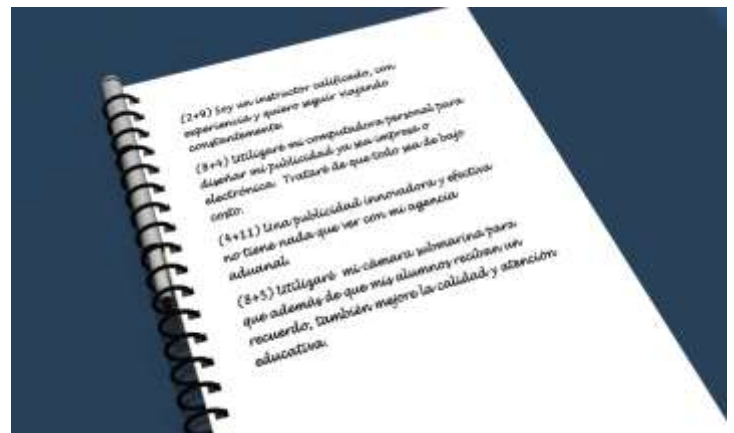 (2+9) Soy un instructor calificado, con
experiencia y quiero seguir viajando
constantemente.
(8+4) Utiligaré mi computadora personal para
diseñar mi publicidad ya sea impresa o
electrónica. Trataré de que todo sea de bajo
costo.
(4+11) Una publicidad innovadora y efectiva
no tiene nada que ver con mi agencia
aduanal.
(8+5) Utiligaré mi cámara submarina para
que además de que mis alumnos reciban un
recuerdo, también mejore la calidad y atención
educativa.